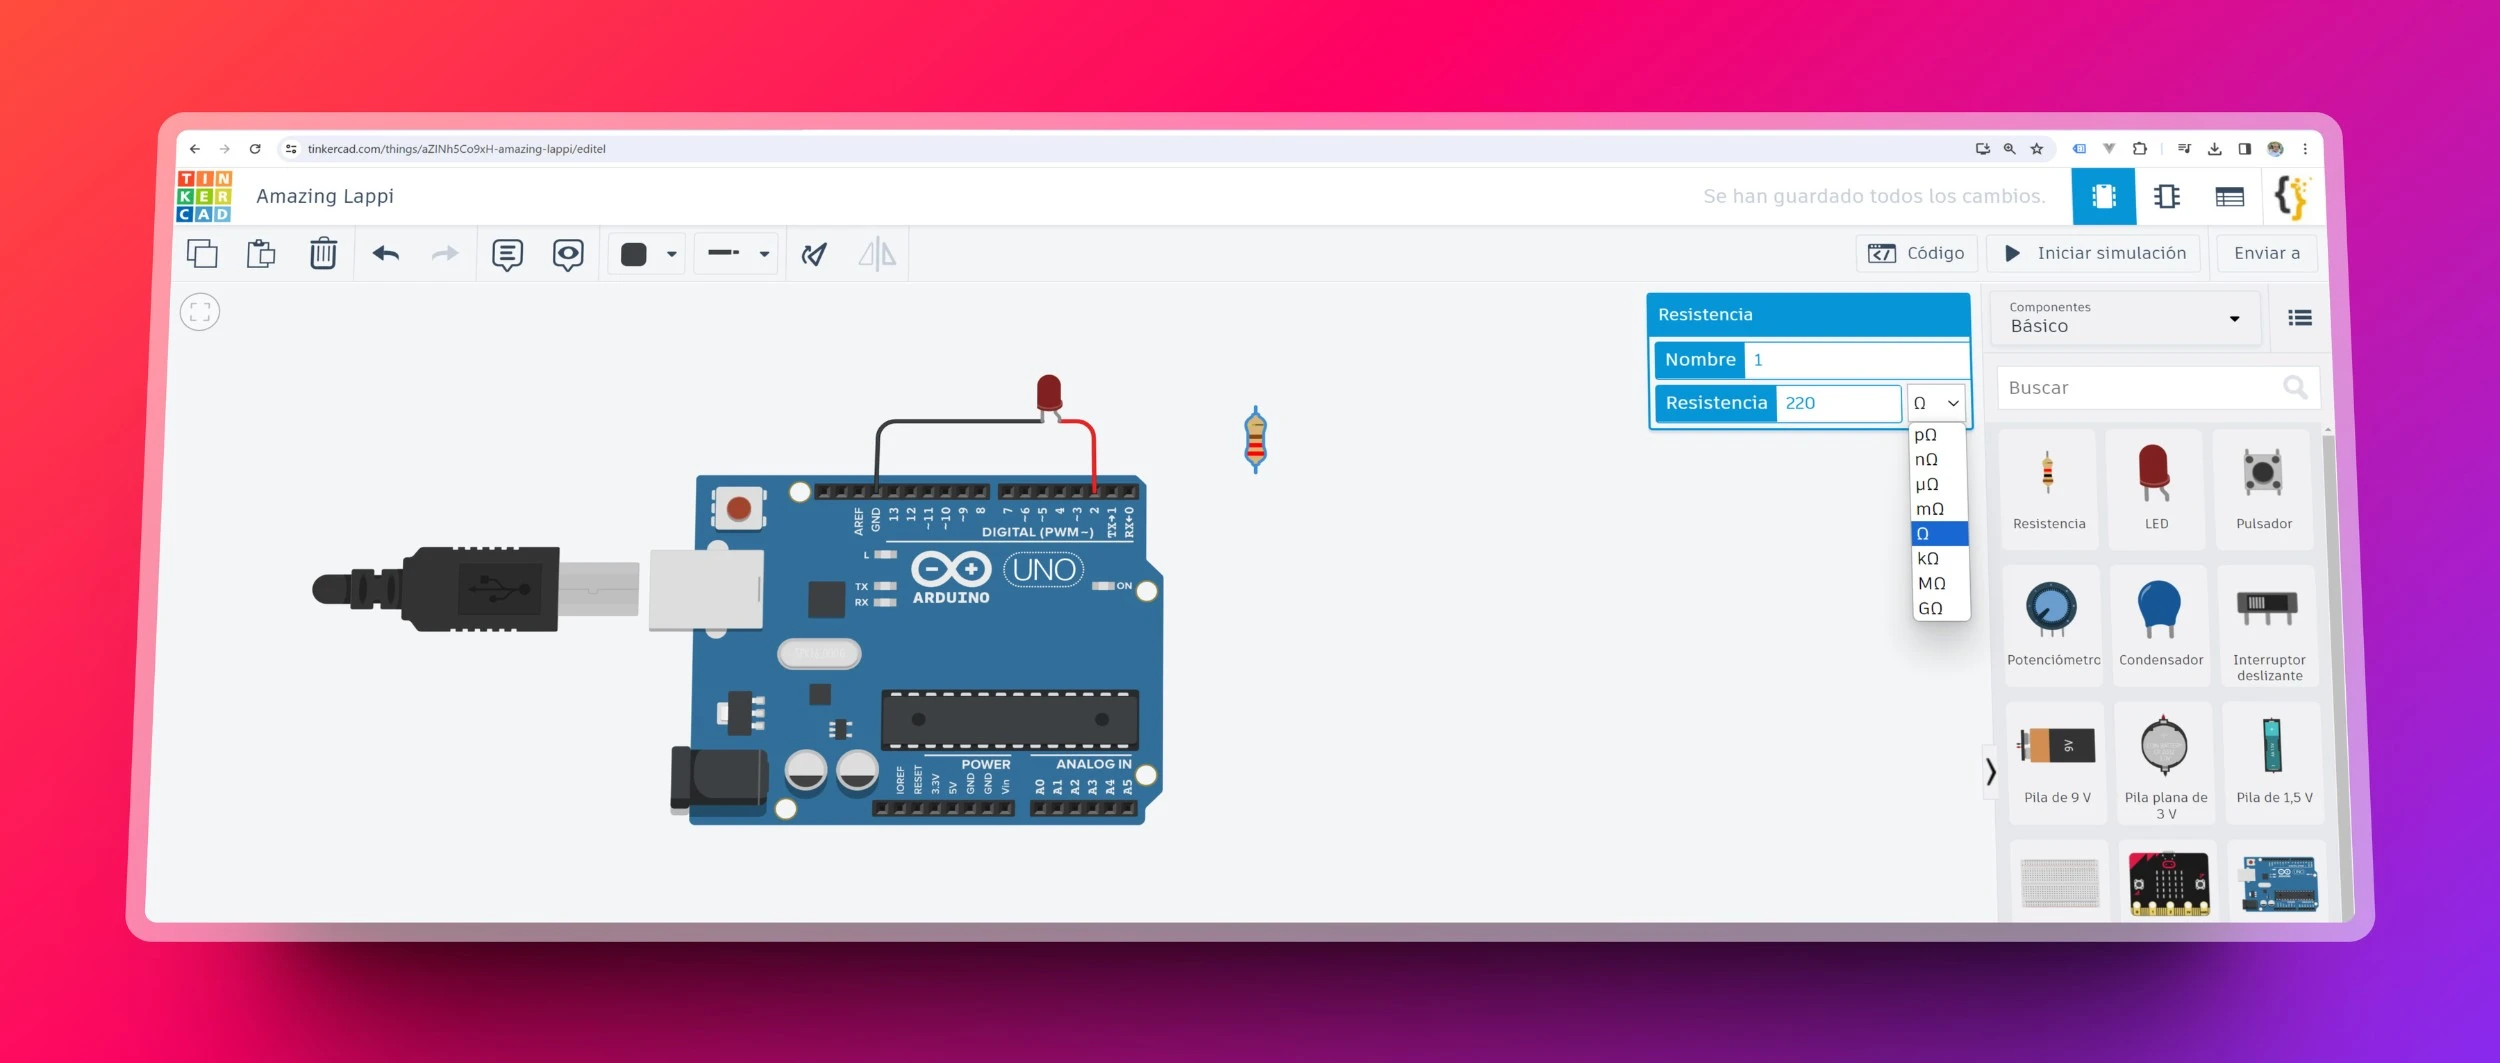 tinkercad.com/things/aZINh5Co9xH-amazing-lappi/editel
TIN
KER
CAD
Amazing Lappi
Se han guardado todos los cambios.
Código
Iniciar simulación
Enviar a
Resistencia
Nombre 1
Resistencia 220 Ω
pΩ
nΩ
µΩ
mΩ
Ω
kΩ
MΩ
GΩ
Componentes
Básico
Buscar
Resistencia
LED
Pulsador
Potenciómetro
Condensador
Interruptor
deslizante
9V
Pila de 9 V
Pila plana de
3 V
Pila de 1,5 V
AREF
GND
13
12
~11
~10
~9
8
7
~6
~5
4
~3
2
TX→1
RX←0
DIGITAL (PWM~)
L
TX
RX
ARDUINO
UNO
ON
POWER
ANALOG IN
IOREF
RESET
3.3V
5V
GND
GND
Vin
A0
A1
A2
A3
A4
A5